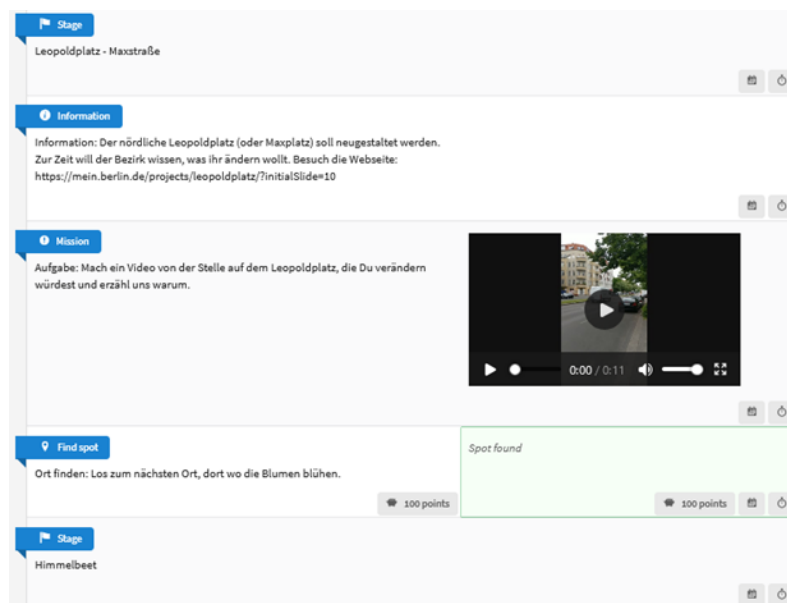 Stage
Leopoldplatz - Maxstraße
Information
Information: Der nördliche Leopoldplatz (oder Maxplatz) soll neugestaltet werden.
Zur Zeit will der Bezirk wissen, was ihr ändern wollt. Besuch die Webseite:
https://mein.berlin.de/projects/leopoldplatz/?initialSlide=10
Mission
Aufgabe: Mach ein Video von der Stelle auf dem Leopoldplatz, die Du verändern
würdest und erzähl uns warum.
0:00 / 0:11
Find spot
Ort finden: Los zum nächsten Ort, dort wo die Blumen blühen.
100 points
Spot found
100 points
Stage
Himmelbeet